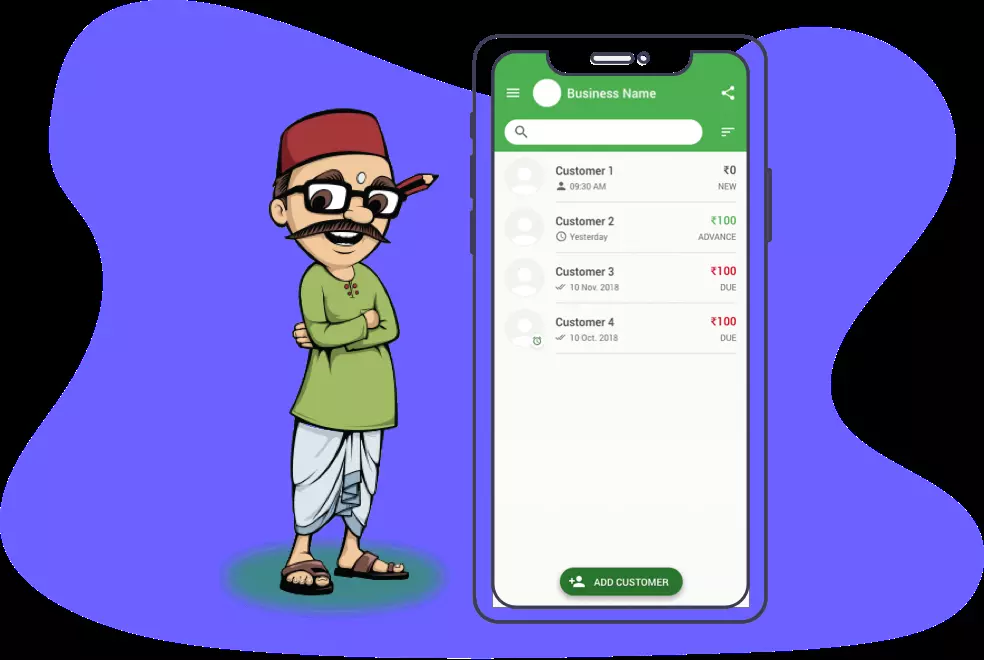 Business Name
Customer 1 ₹0
09:30 AM NEW
Customer 2 ₹100
Yesterday ADVANCE
Customer 3 ₹100
10 Nov. 2018 DUE
Customer 4 ₹100
10 Oct. 2018 DUE
ADD CUSTOMER